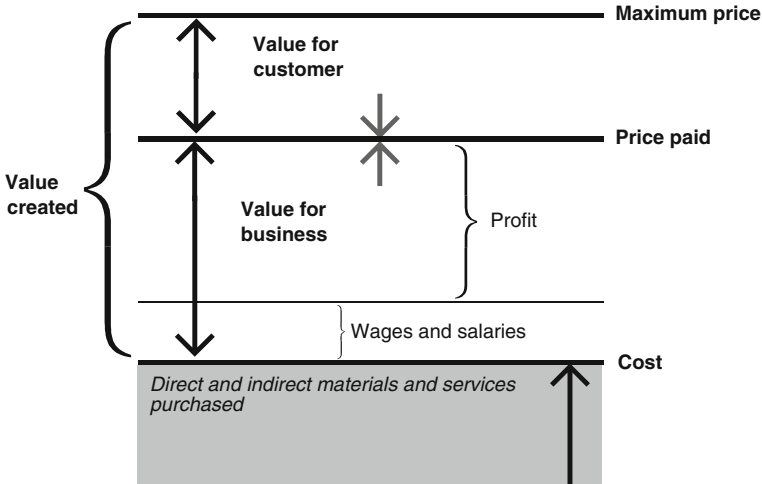 Maximum price
Value for
customer
Price paid
Value
created
Value for
business
Profit
Wages and salaries
Cost
Direct and indirect materials and services
purchased